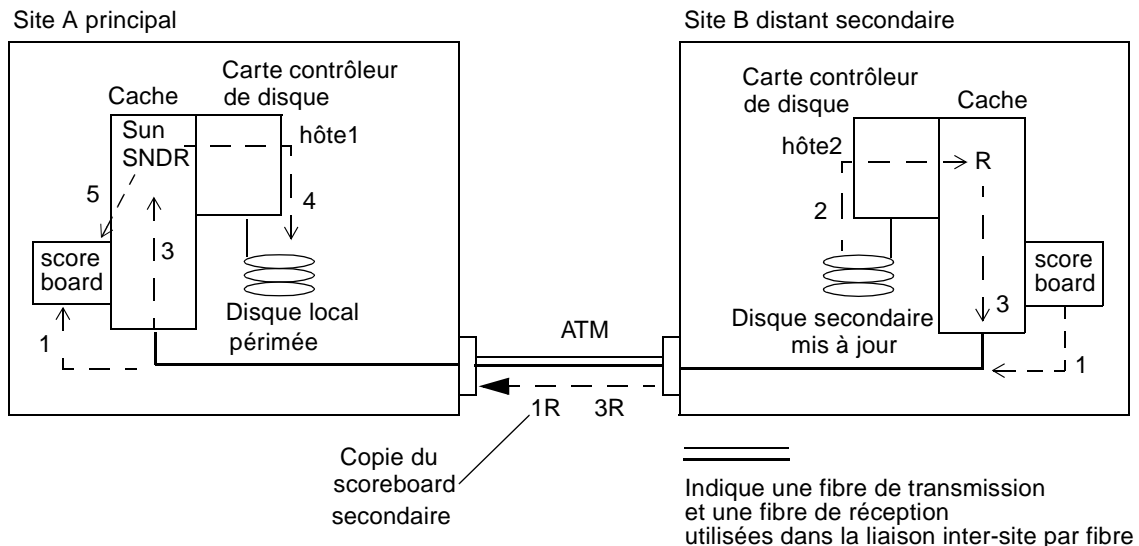 Site A principal
Site B distant secondaire
Carte contrôleur
de disque
Cache
Sun
SNDR
hôte1
5
4
3
score
board
1
Disque local
périmée
ATM
1R 3R
Copie du
scoreboard
secondaire
Carte contrôleur
de disque
Cache
hôte2
R
2
3
score
board
1
Disque secondaire
mis à jour
Indique une fibre de transmission
et une fibre de réception
utilisées dans la liaison inter-site par fibre